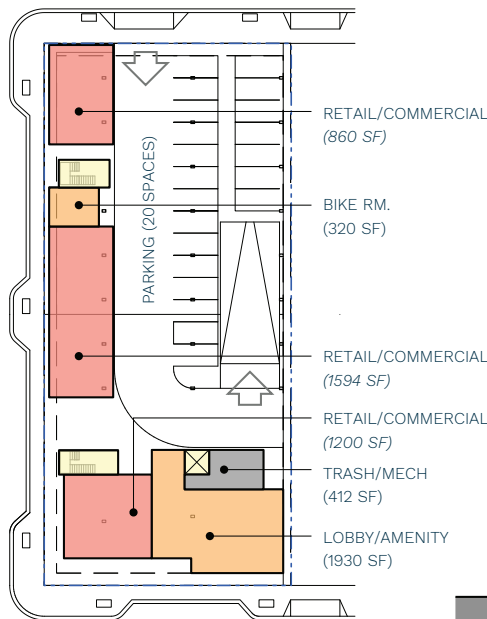 RETAIL/COMMERCIAL
(860 SF)
PARKING (20 SPACES)
BIKE RM.
(320 SF)
RETAIL/COMMERCIAL
(1594 SF)
RETAIL/COMMERCIAL
(1200 SF)
TRASH/MECH
(412 SF)
LOBBY/AMENITY
(1930 SF)